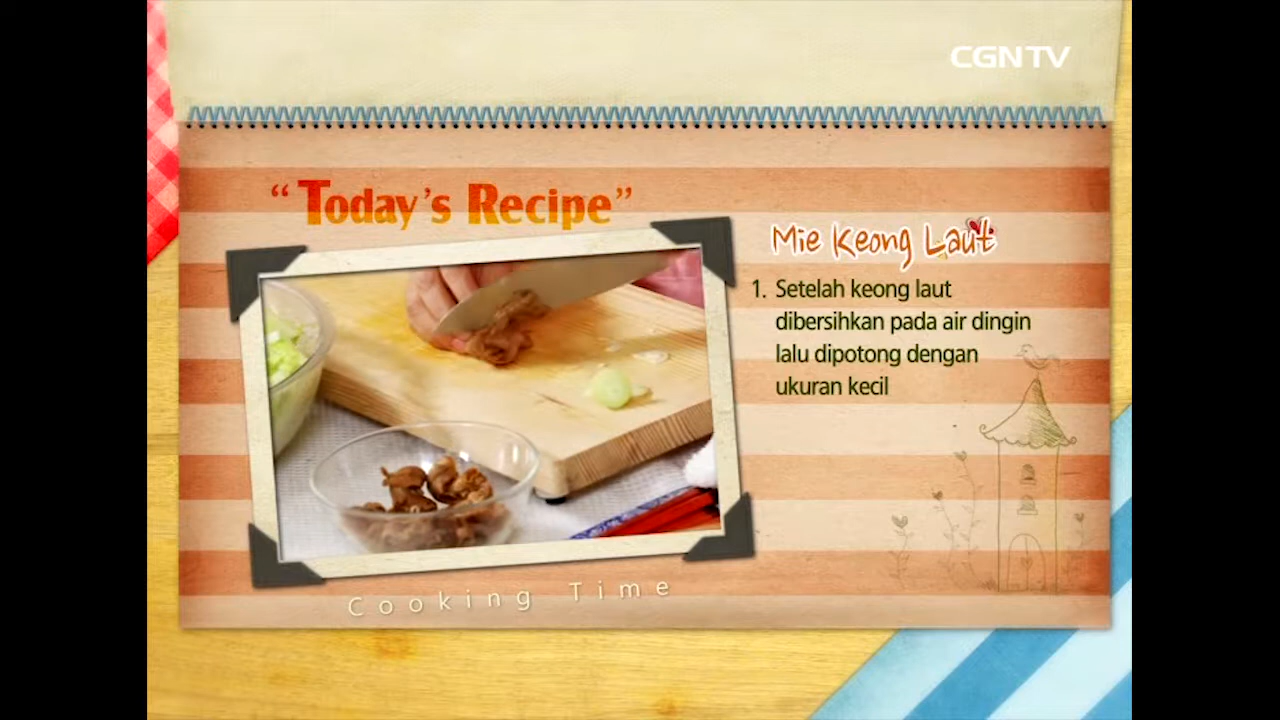 CGNTV
“Today's Recipe”
Mie Keong Laut
1. Setelah keong laut
dibersihkan pada air dingin
lalu dipotong dengan
ukuran kecil
Cooking Time